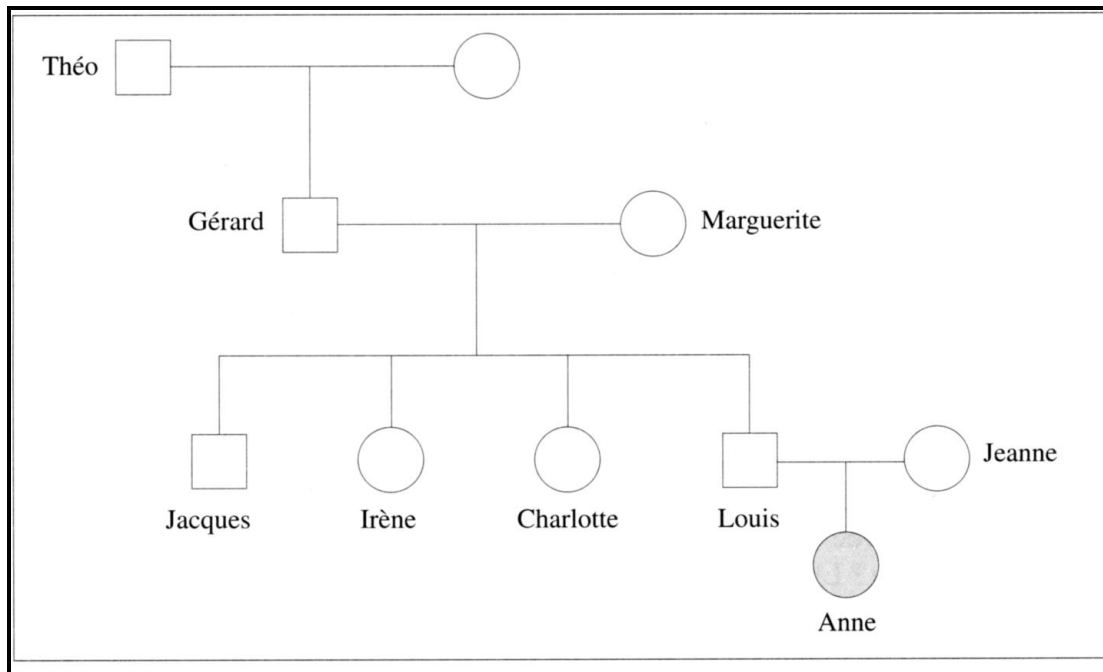 Théo
Gérard
Marguerite
Jacques
Irène
Charlotte
Louis
Jeanne
Anne